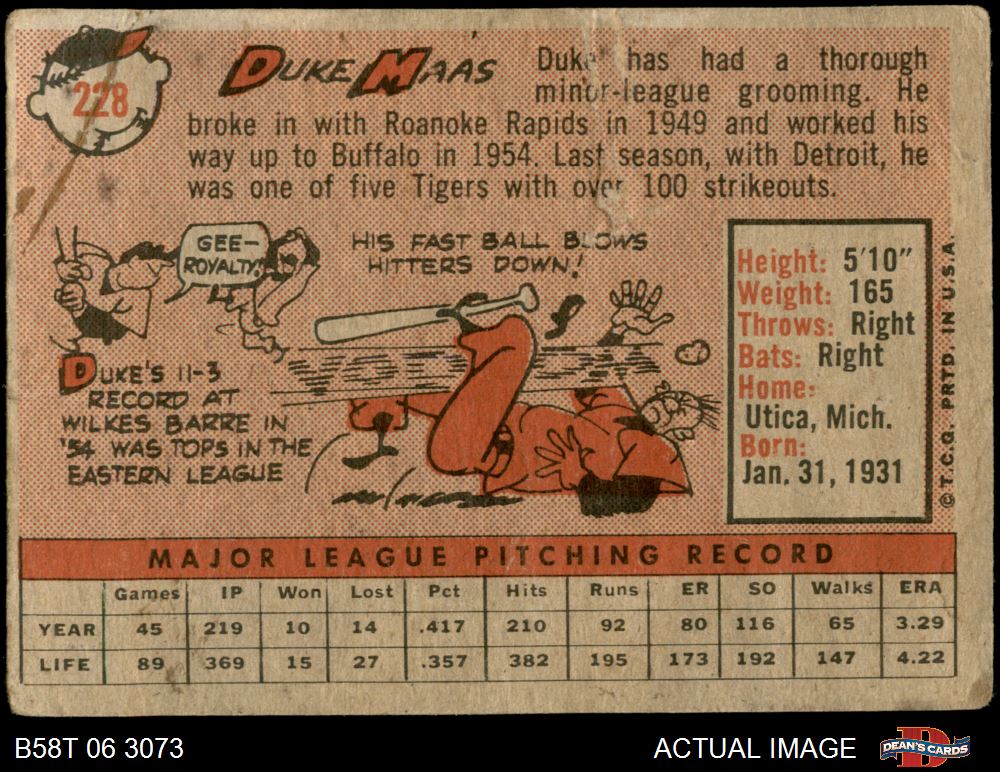 228
DUKE MAAS
Duke has had a thorough
minor-league grooming. He
broke in with Roanoke Rapids in 1949 and worked his
way up to Buffalo in 1954. Last season, with Detroit, he
was one of five Tigers with over 100 strikeouts.
GEE-
ROYALTY!
HIS FAST BALL BLOWS
HITTERS DOWN!
DUKE'S 11-3
RECORD AT
WILKES BARRE IN
'54 WAS TOPS IN THE
EASTERN LEAGUE
Height: 5'10"
Weight: 165
Throws: Right
Bats: Right
Home:
Utica, Mich.
Born:
Jan. 31, 1931
© T.C.G. PRTD. IN U.S.A.
MAJOR LEAGUE PITCHING RECORD
Games IP Won Lost Pct Hits Runs ER SO Walks ERA
YEAR 45 219 10 14 .417 210 92 80 116 65 3.29
LIFE 89 369 15 27 .357 382 195 173 192 147 4.22
B58T 06 3073
ACTUAL IMAGE
DEAN'S CARDS